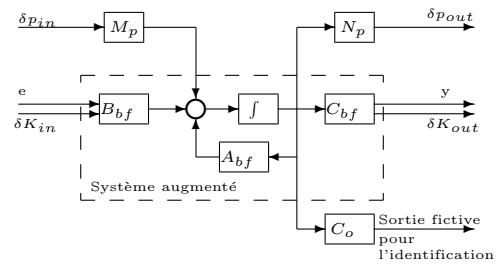 δp_in M_p N_p δp_out
e y
B_bf ∫ C_bf
δK_in δK_out
A_bf
Système augmenté
C_o Sortie fictive
pour
l'identification